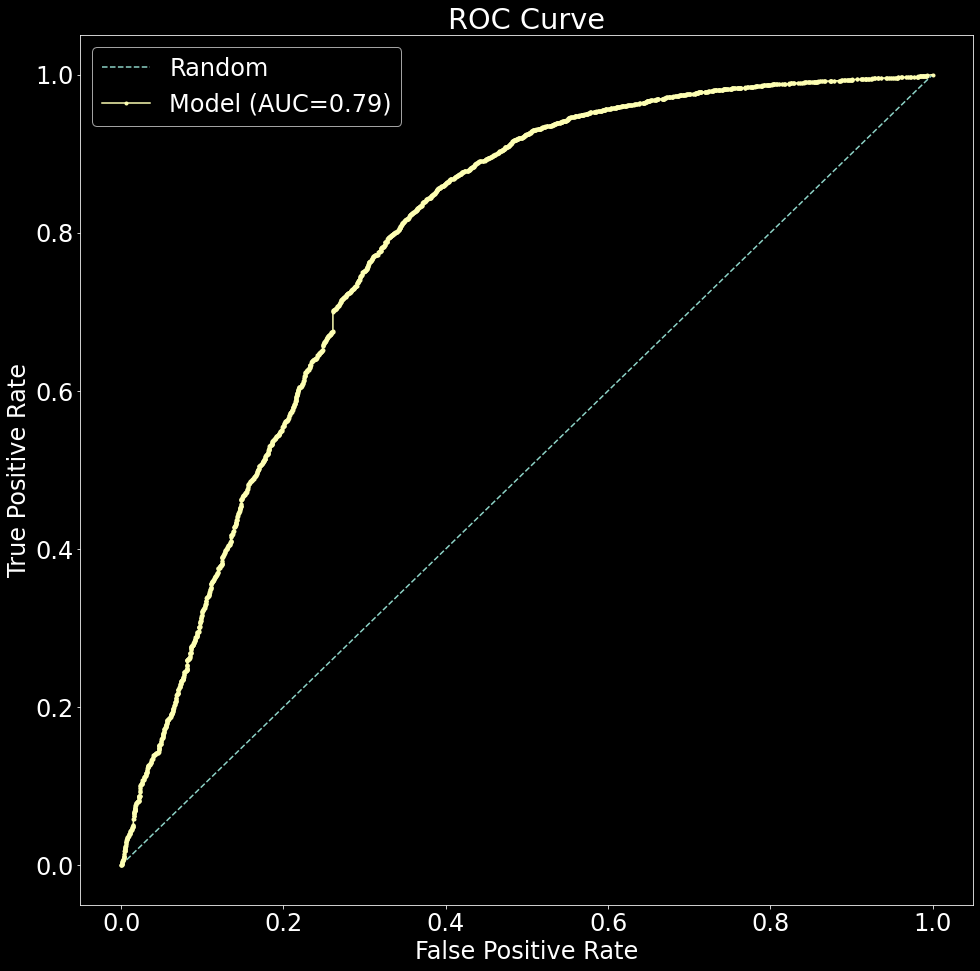 ROC Curve
Random
Model (AUC=0.79)
1.0
0.8
0.6
0.4
0.2
0.0
True Positive Rate
0.0 0.2 0.4 0.6 0.8 1.0
False Positive Rate